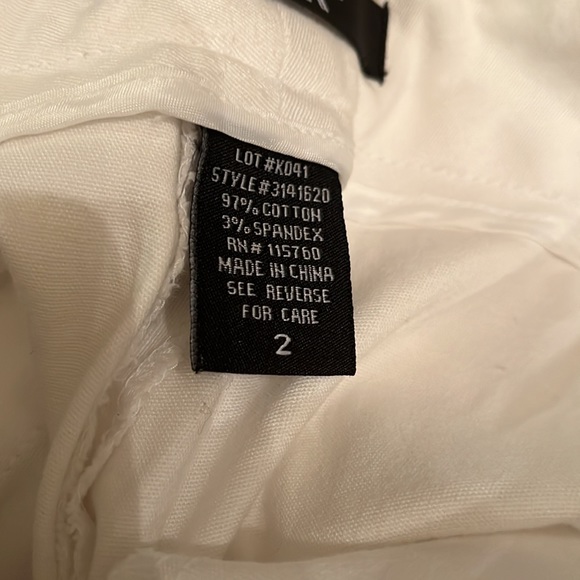 LOT#K041
STYLE#3141620
97% COTTON
3% SPANDEX
RN# 115760
MADE IN CHINA
SEE REVERSE
FOR CARE
2